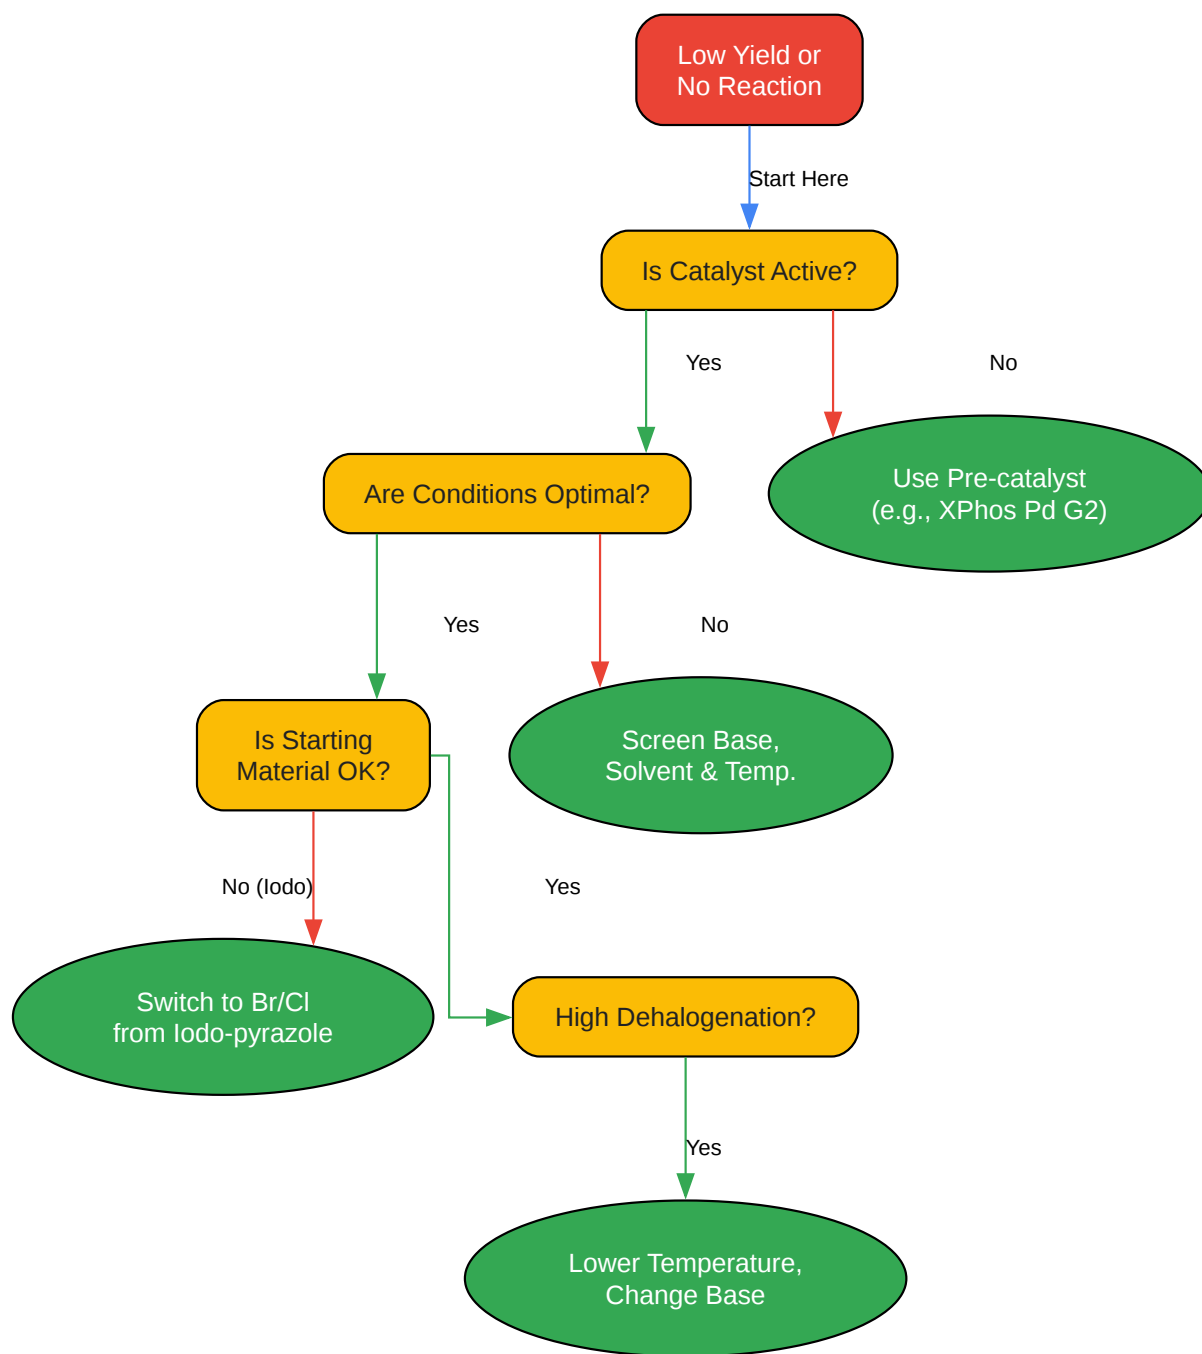 Low Yield or
No Reaction
Start Here
Is Catalyst Active?
Yes
No
Are Conditions Optimal?
Use Pre-catalyst
(e.g., XPhos Pd G2)
Yes
No
Is Starting
Material OK?
Screen Base,
Solvent & Temp.
No (Iodo)
Yes
Switch to Br/Cl
from Iodo-pyrazole
High Dehalogenation?
Yes
Lower Temperature,
Change Base